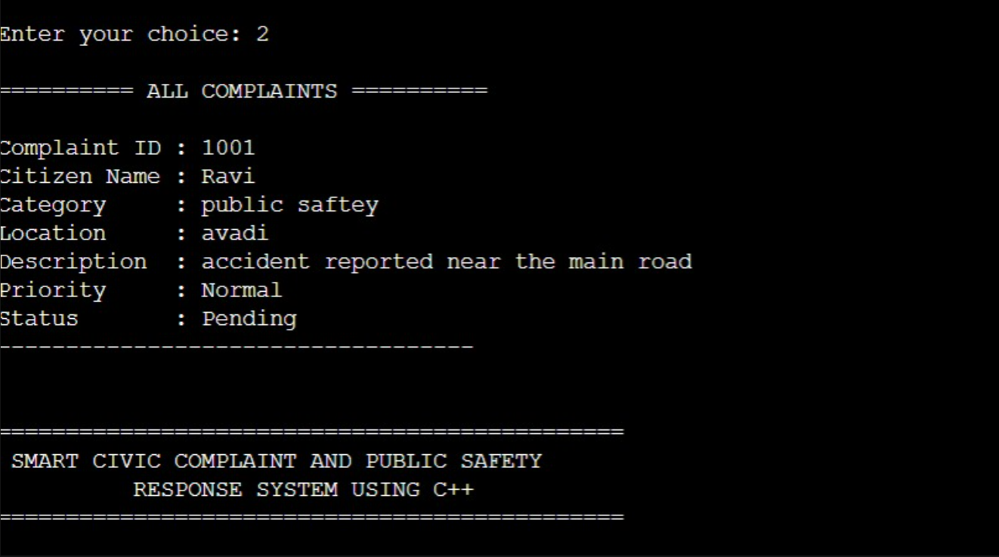 Enter your choice: 2
========== ALL COMPLAINTS ==========
Complaint ID : 1001
Citizen Name : Ravi
Category     : public saftey
Location     : avadi
Description  : accident reported near the main road
Priority     : Normal
Status       : Pending
-----------------------------------
==============================================
SMART CIVIC COMPLAINT AND PUBLIC SAFETY
RESPONSE SYSTEM USING C++
==============================================